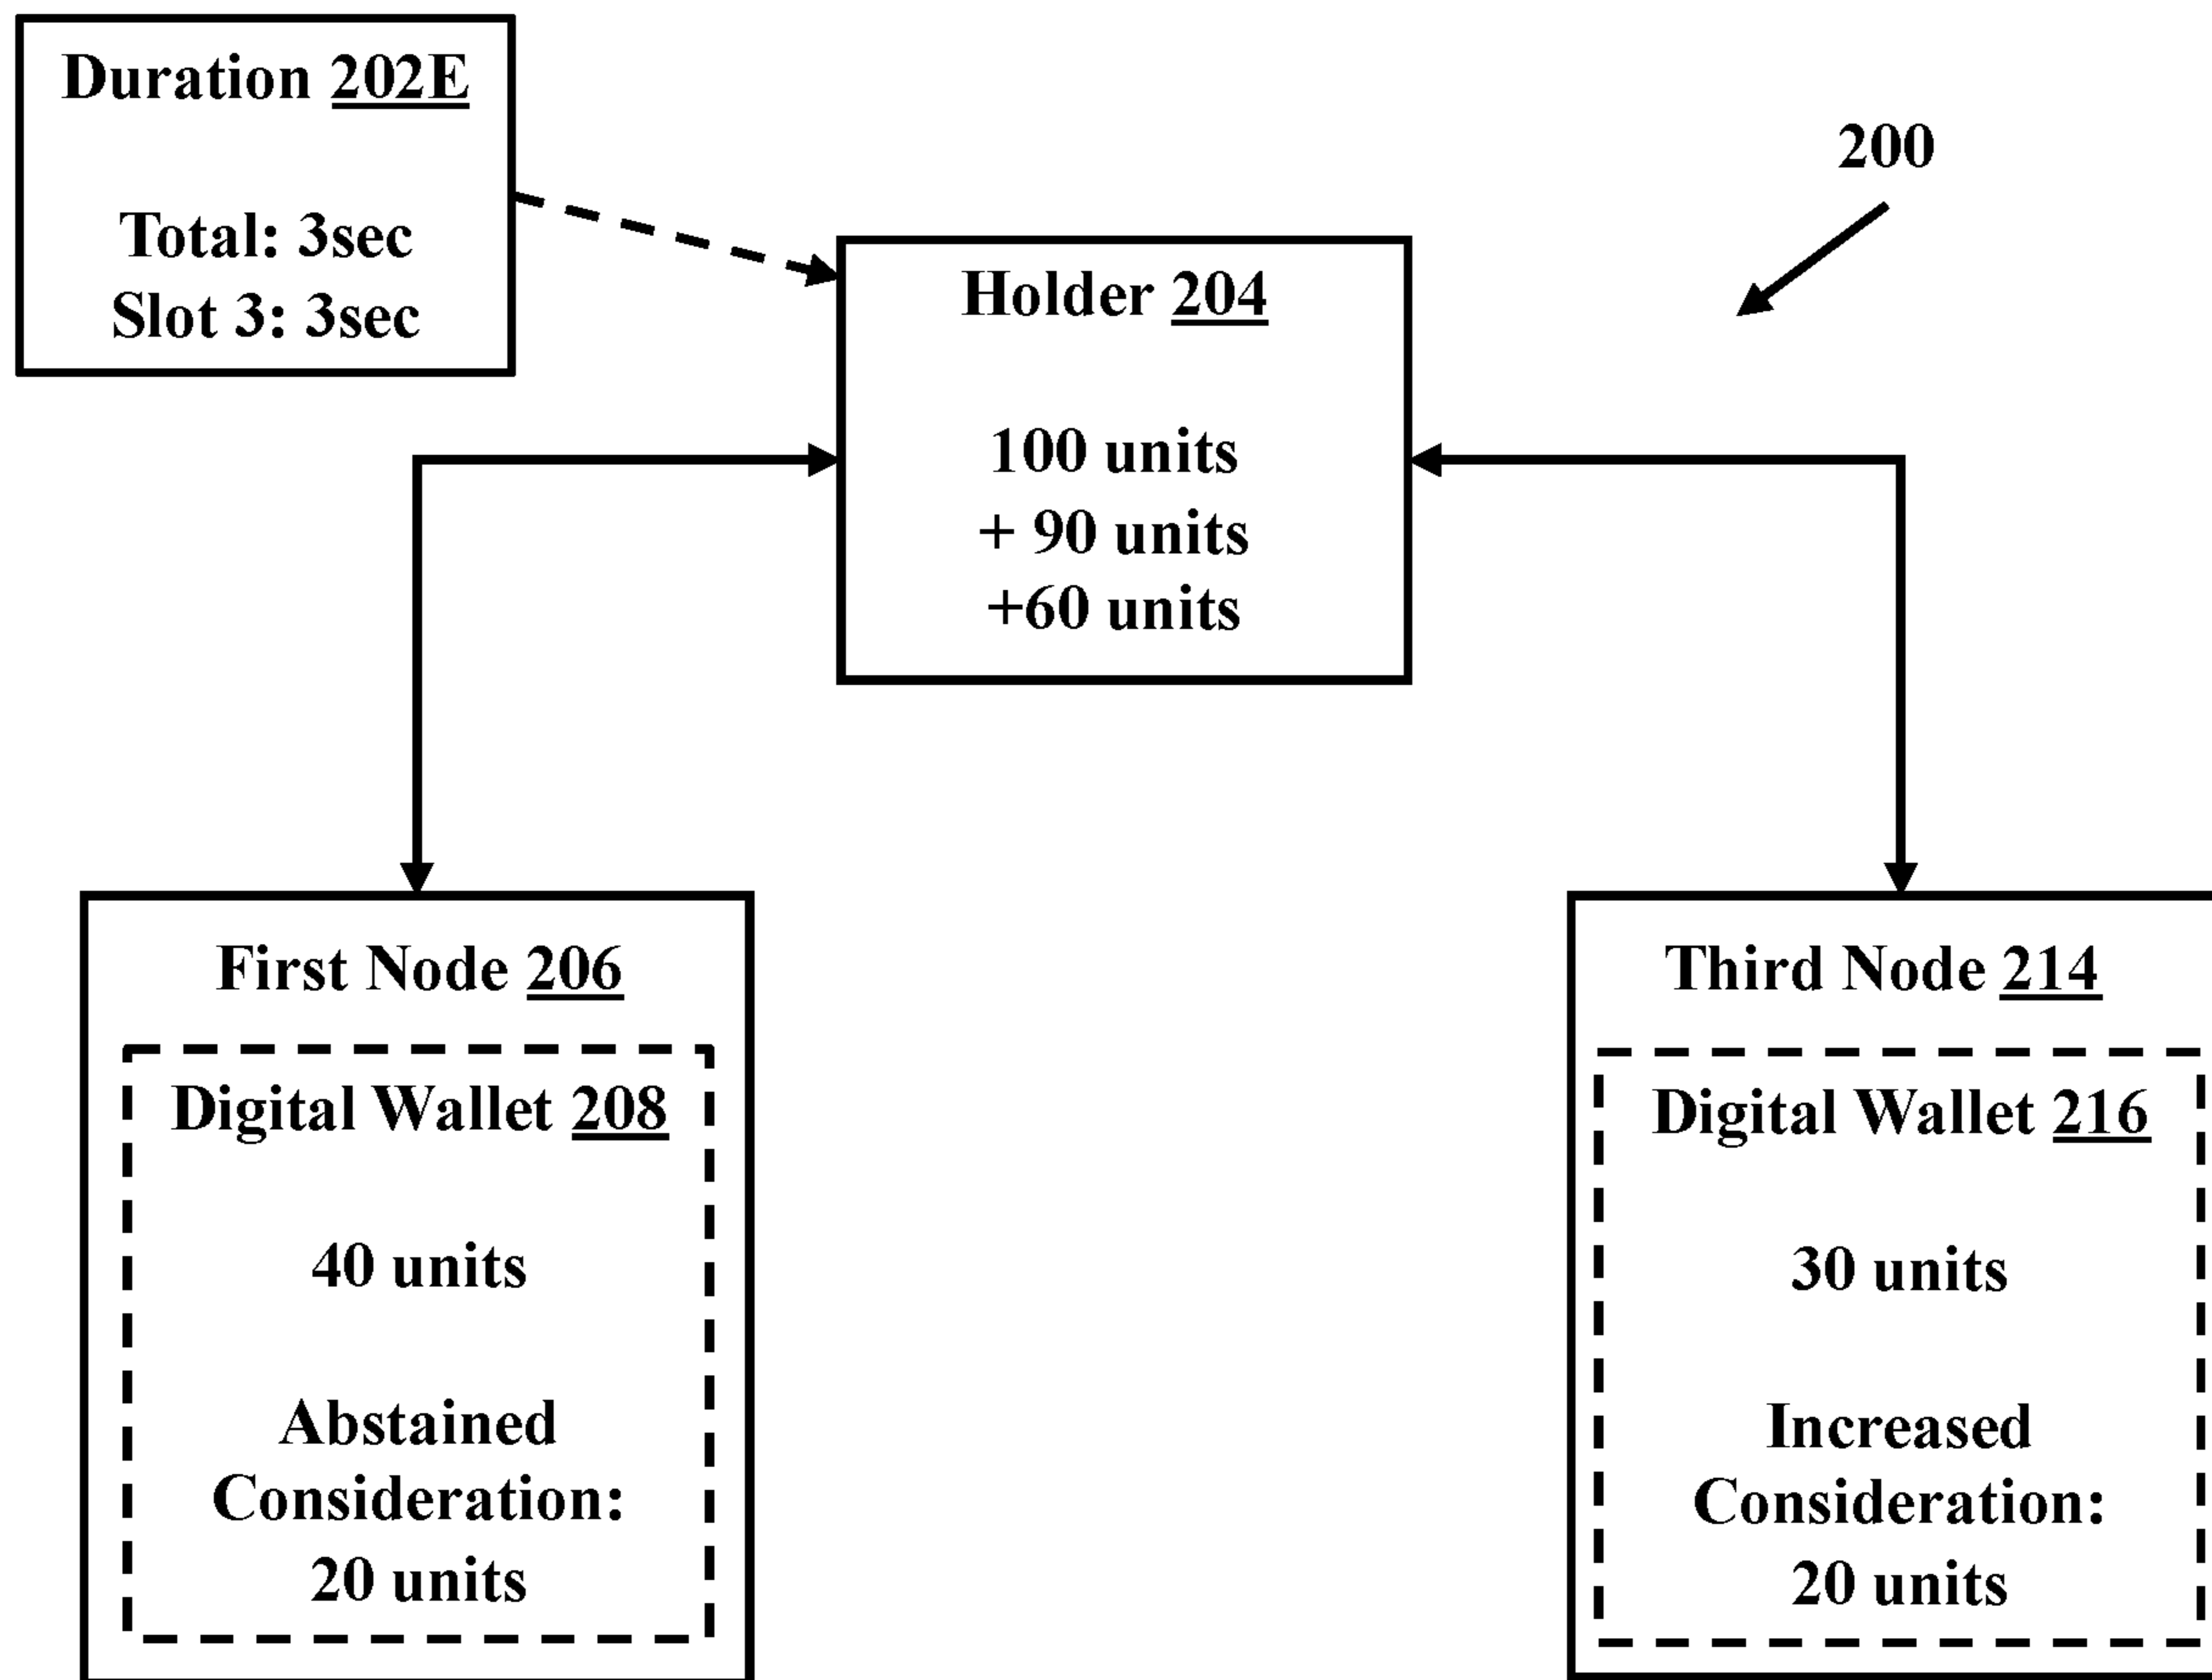 Duration 202E
Total: 3sec
Slot 3: 3sec
200
Holder 204
100 units
+ 90 units
+60 units
First Node 206
Digital Wallet 208
40 units
Abstained
Consideration:
20 units
Third Node 214
Digital Wallet 216
30 units
Increased
Consideration:
20 units